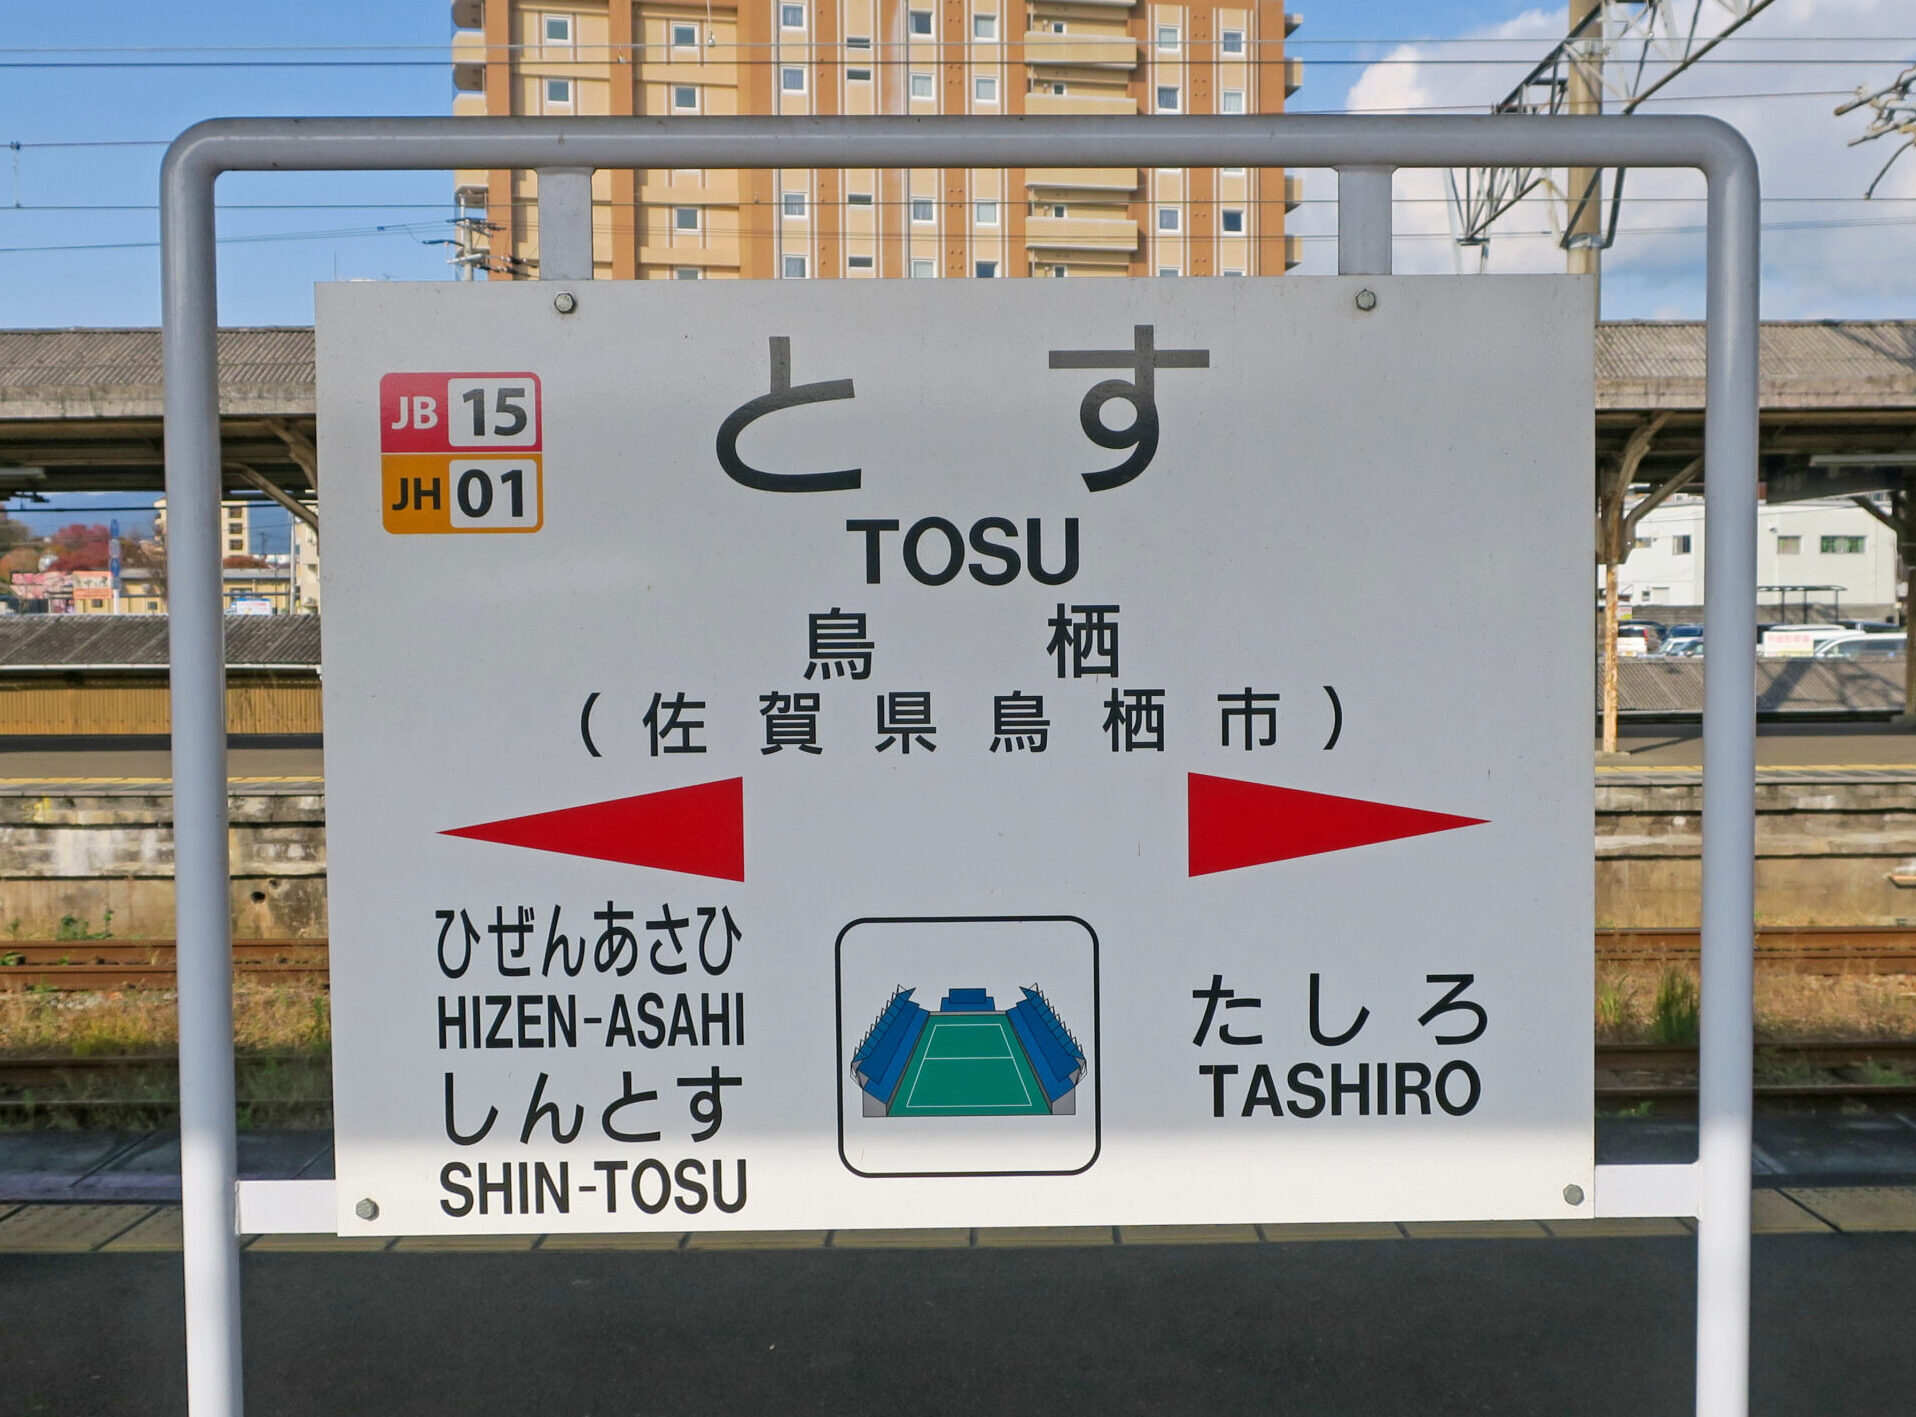 JB 15
JH 01
とす
TOSU
鳥栖
(佐賀県鳥栖市)
ひぜんあさひ
HIZEN-ASAHI
しんとす
SHIN-TOSU
たしろ
TASHIRO